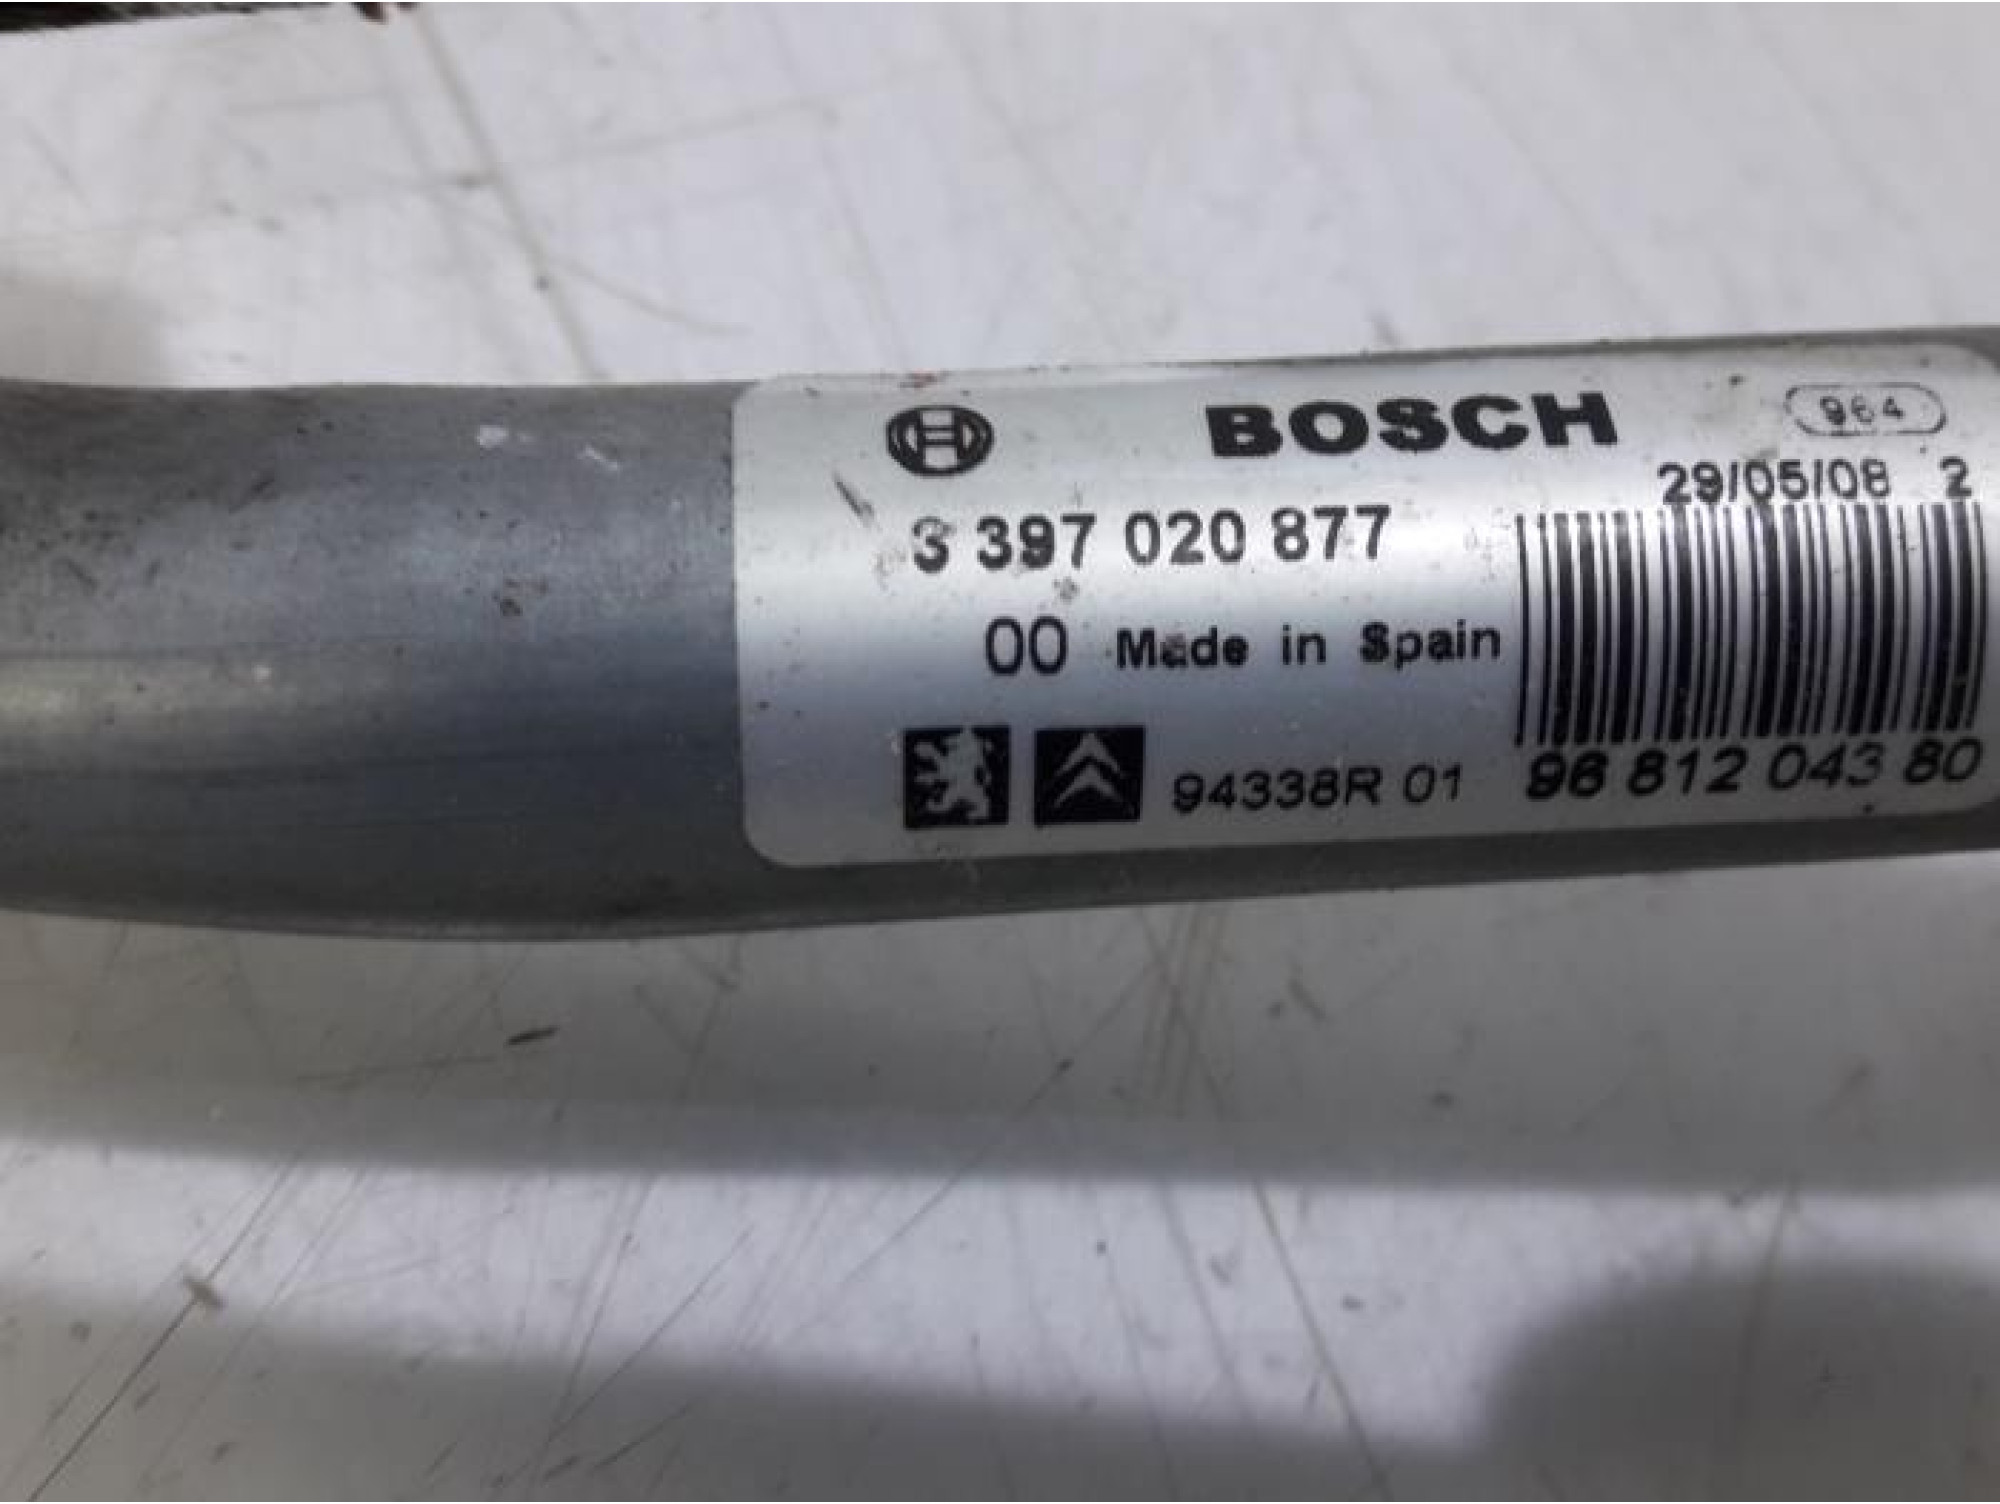 BOSCH 964
29/05/08 2
3 397 020 877
00 Made in Spain
94338R 01 96 812 043 80